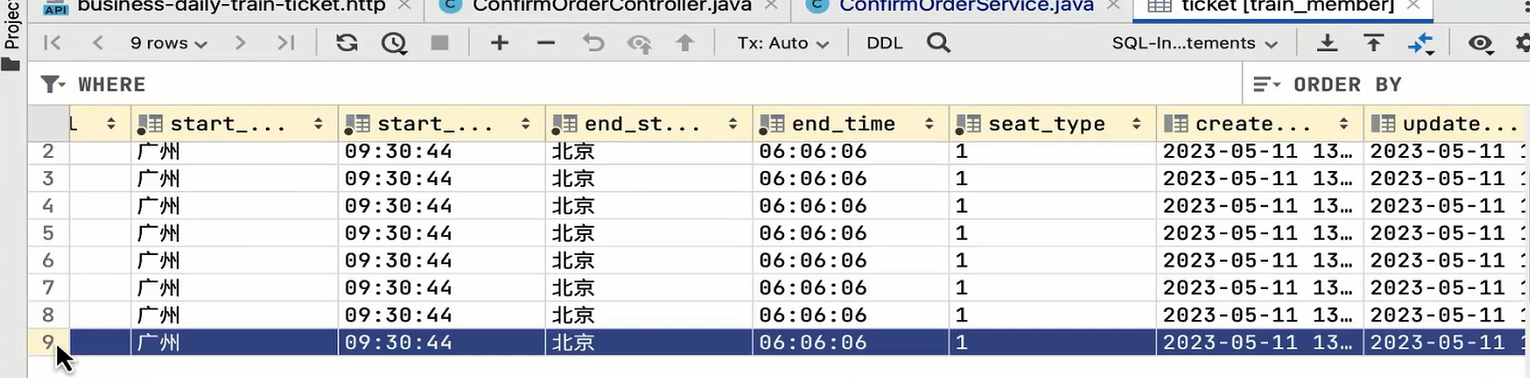 API business-daily-train-ticket.http ConfirmOrderController.java ConfirmOrderService.java ticket [train_member]
Project
9 rows Tx: Auto DDL SQL-In...tements
WHERE ORDER BY
start_... start_... end_st... end_time seat_type create... update...
2 广州 09:30:44 北京 06:06:06 1 2023-05-11 13… 2023-05-11 1
3 广州 09:30:44 北京 06:06:06 1 2023-05-11 13… 2023-05-11 1
4 广州 09:30:44 北京 06:06:06 1 2023-05-11 13… 2023-05-11 1
5 广州 09:30:44 北京 06:06:06 1 2023-05-11 13… 2023-05-11 1
6 广州 09:30:44 北京 06:06:06 1 2023-05-11 13… 2023-05-11 1
7 广州 09:30:44 北京 06:06:06 1 2023-05-11 13… 2023-05-11 1
8 广州 09:30:44 北京 06:06:06 1 2023-05-11 13… 2023-05-11 1
9 广州 09:30:44 北京 06:06:06 1 2023-05-11 13… 2023-05-11 1